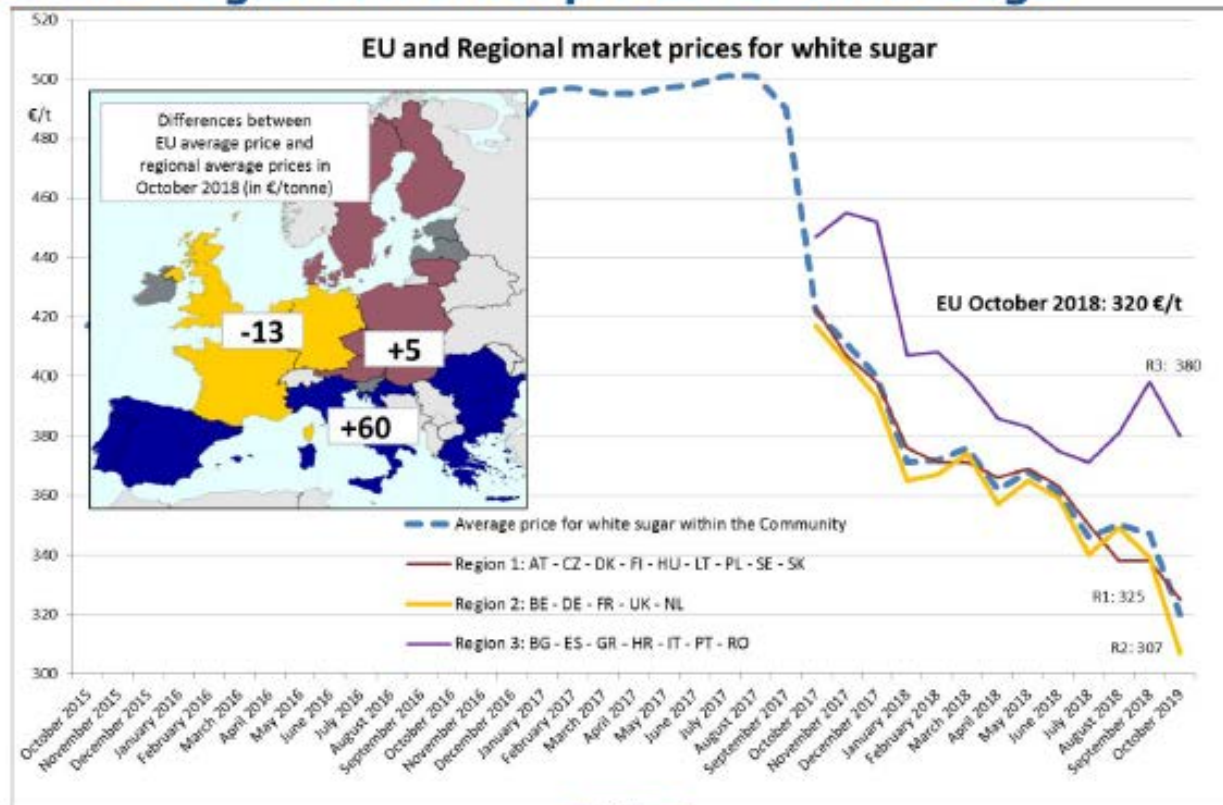 EU and Regional market prices for white sugar
€/t
520
500
480
460
440
420
400
380
360
340
320
300
Differences between
EU average price and
regional average prices in
October 2018 (in €/tonne)
-13
+5
+60
EU October 2018: 320 €/t
R3: 380
R1: 325
R2: 307
Average price for white sugar within the Community
Region 1: AT - CZ - DK - FI - HU - LT - PL - SE - SK
Region 2: BE - DE - FR - UK - NL
Region 3: BG - ES - GR - HR - IT - PT - RO
October 2015
November 2015
December 2015
January 2016
February 2016
March 2016
April 2016
May 2016
June 2016
July 2016
August 2016
September 2016
October 2016
November 2016
December 2016
January 2017
February 2017
March 2017
April 2017
May 2017
June 2017
July 2017
August 2017
September 2017
October 2017
November 2017
December 2017
January 2018
February 2018
March 2018
April 2018
May 2018
June 2018
July 2018
August 2018
September 2018
October 2019